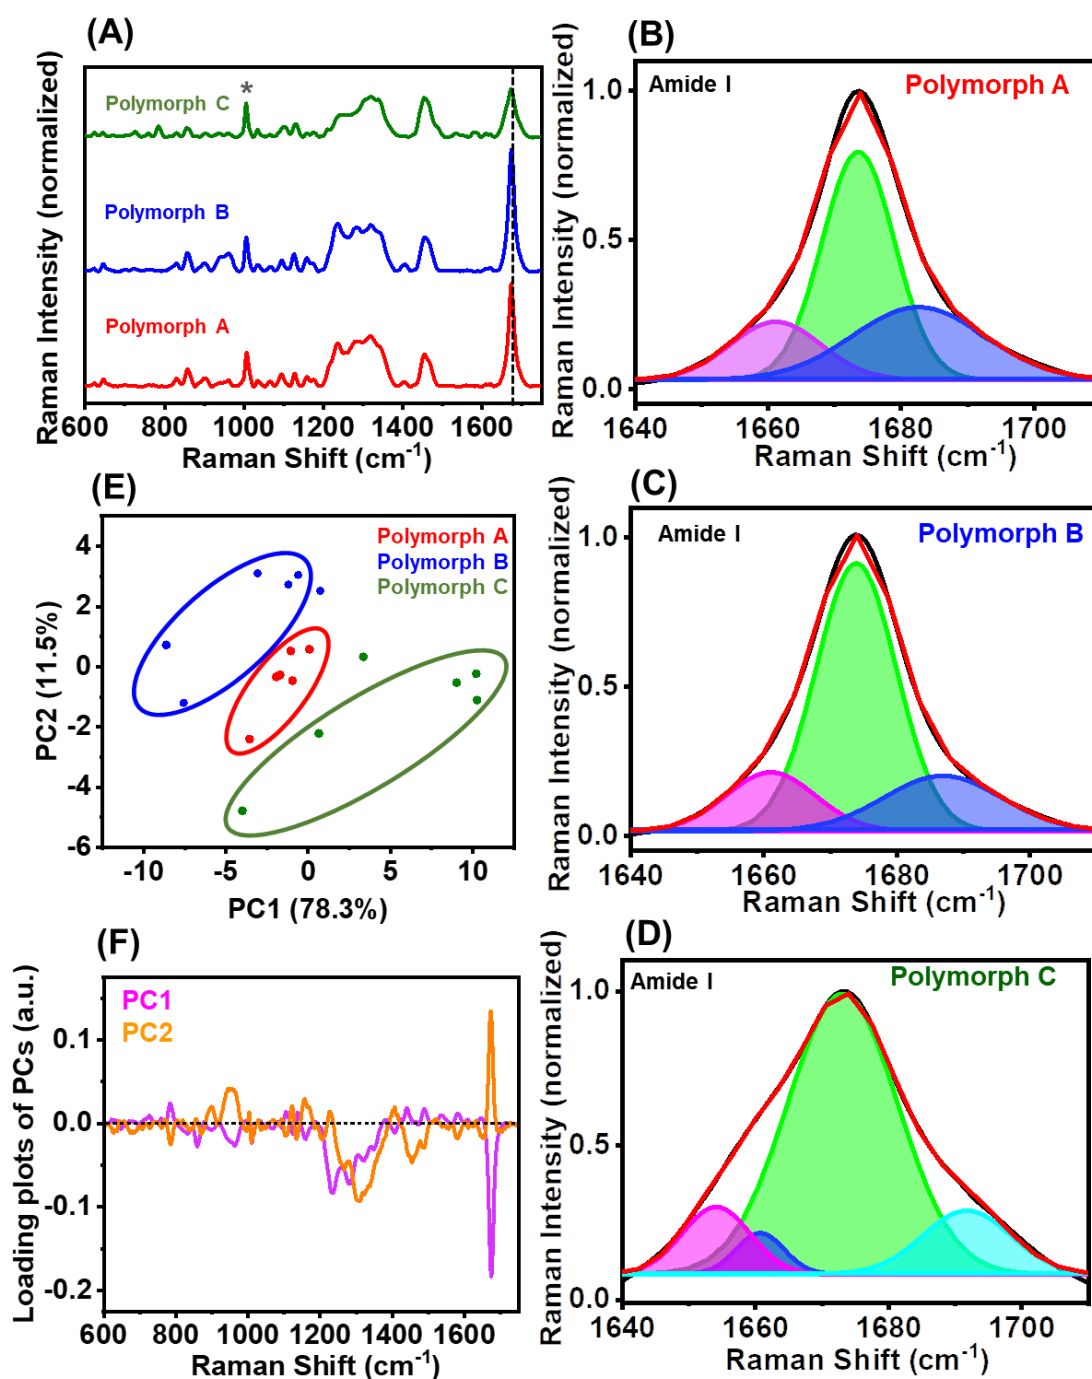 (A)
Raman Intensity (normalized)
Polymorph C
*
Polymorph B
Polymorph A
600 800 1000 1200 1400 1600
Raman Shift (cm⁻¹)
(B)
Raman Intensity (normalized)
Amide I
Polymorph A
1.0
0.5
0.0
1640 1660 1680 1700
Raman Shift (cm⁻¹)
(E)
PC2 (11.5%)
4
2
0
-2
-4
-6
Polymorph A
Polymorph B
Polymorph C
-10 -5 0 5 10
PC1 (78.3%)
(C)
Raman Intensity (normalized)
Amide I
Polymorph B
1.0
0.5
0.0
1640 1660 1680 1700
Raman Shift (cm⁻¹)
(F)
Loading plots of PCs (a.u.)
PC1
PC2
0.1
0.0
-0.1
-0.2
600 800 1000 1200 1400 1600
Raman Shift (cm⁻¹)
(D)
Raman Intensity (normalized)
Amide I
Polymorph C
1.0
0.5
0.0
1640 1660 1680 1700
Raman Shift (cm⁻¹)